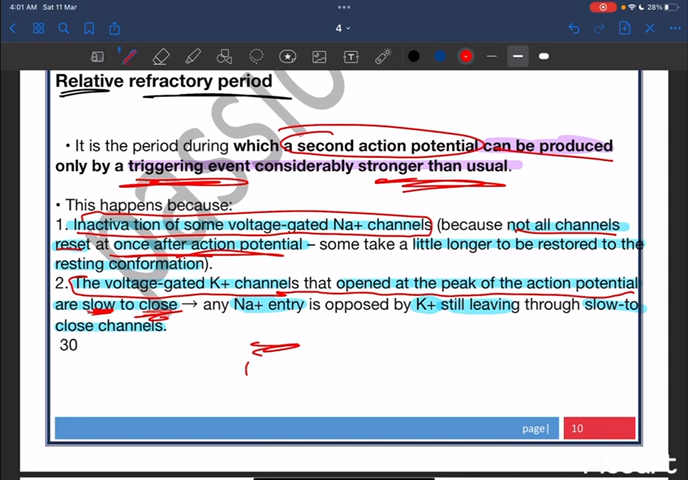 4:01 AM Sat 11 Mar
28%
4
Relative refractory period
• It is the period during which a second action potential can be produced
only by a triggering event considerably stronger than usual.
• This happens because:
1. Inactiva tion of some voltage-gated Na+ channels (because not all channels
reset at once after action potential – some take a little longer to be restored to the
resting conformation).
2. The voltage-gated K+ channels that opened at the peak of the action potential
are slow to close → any Na+ entry is opposed by K+ still leaving through slow-to
close channels.
30
page| 10